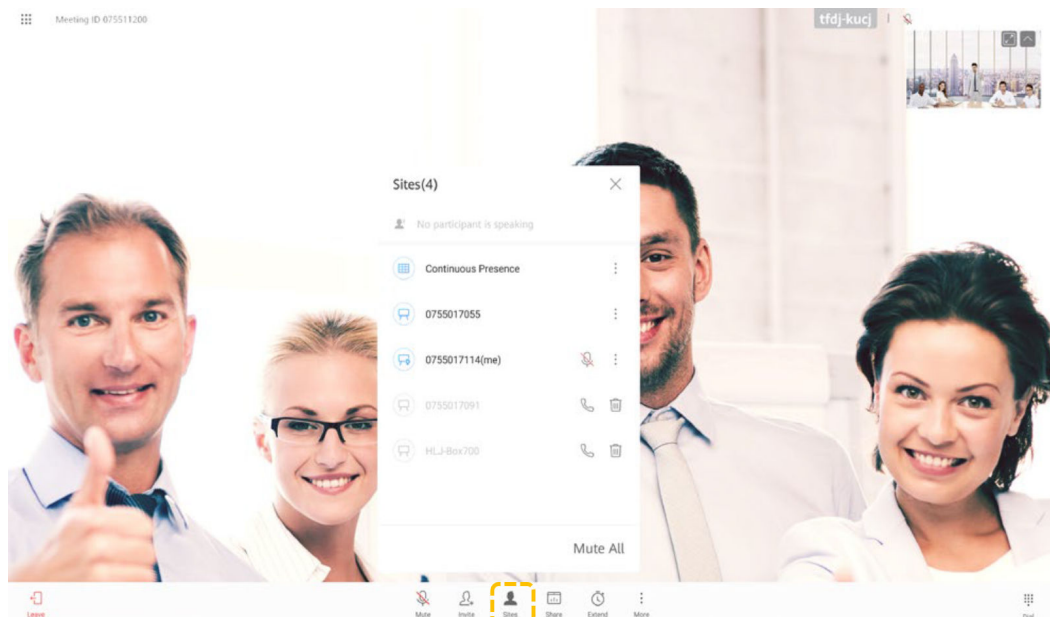 Meeting ID 075511200
tfdj-kucj
Sites(4)
No participant is speaking
Continuous Presence
0755017055
0755017114(me)
0755017091
HLJ-Box700
Mute All
Leave
Mute
Invite
Sites
Share
Extend
More